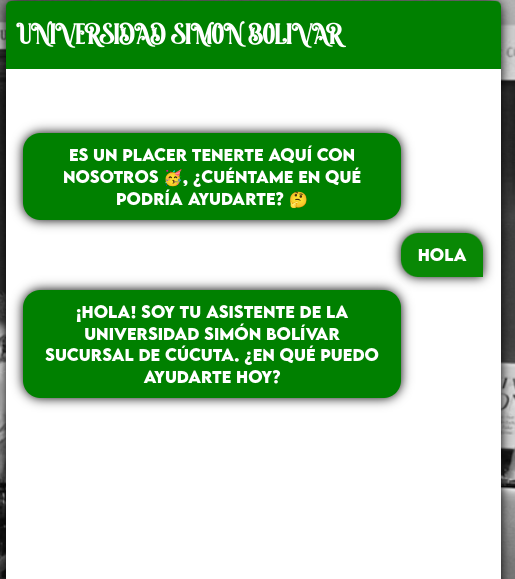 UNIVERSIDAD SIMON BOLIVAR
ES UN PLACER TENERTE AQUÍ CON
NOSOTROS 🥳, ¿CUÉNTAME EN QUÉ
PODRÍA AYUDARTE? 🤔
HOLA
¡HOLA! SOY TU ASISTENTE DE LA
UNIVERSIDAD SIMÓN BOLÍVAR
SUCURSAL DE CÚCUTA. ¿EN QUÉ PUEDO
AYUDARTE HOY?